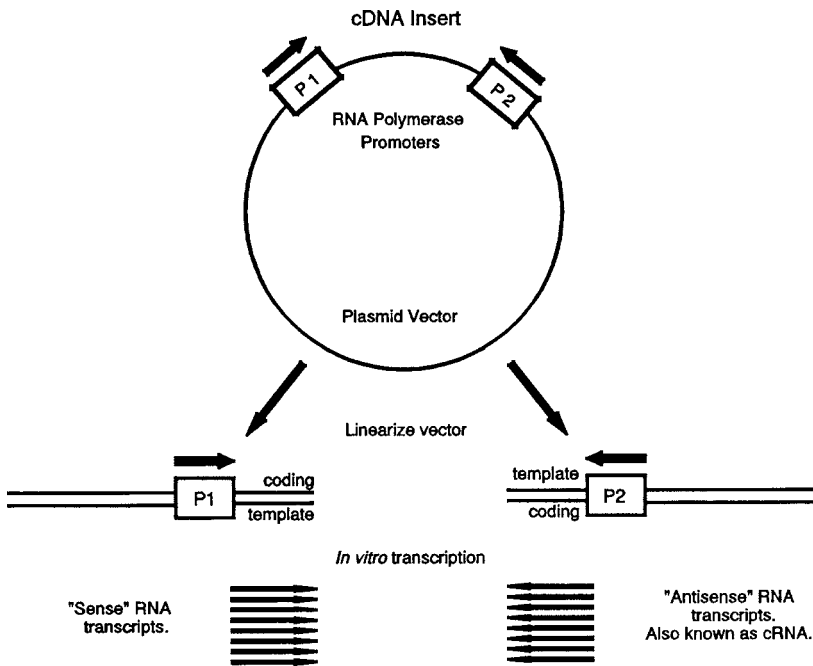 cDNA Insert
P1
P2
RNA Polymerase
Promoters
Plasmid Vector
Linearize vector
P1
coding
template
template
coding
P2
In vitro transcription
"Sense" RNA
transcripts.
"Antisense" RNA
transcripts.
Also known as cRNA.